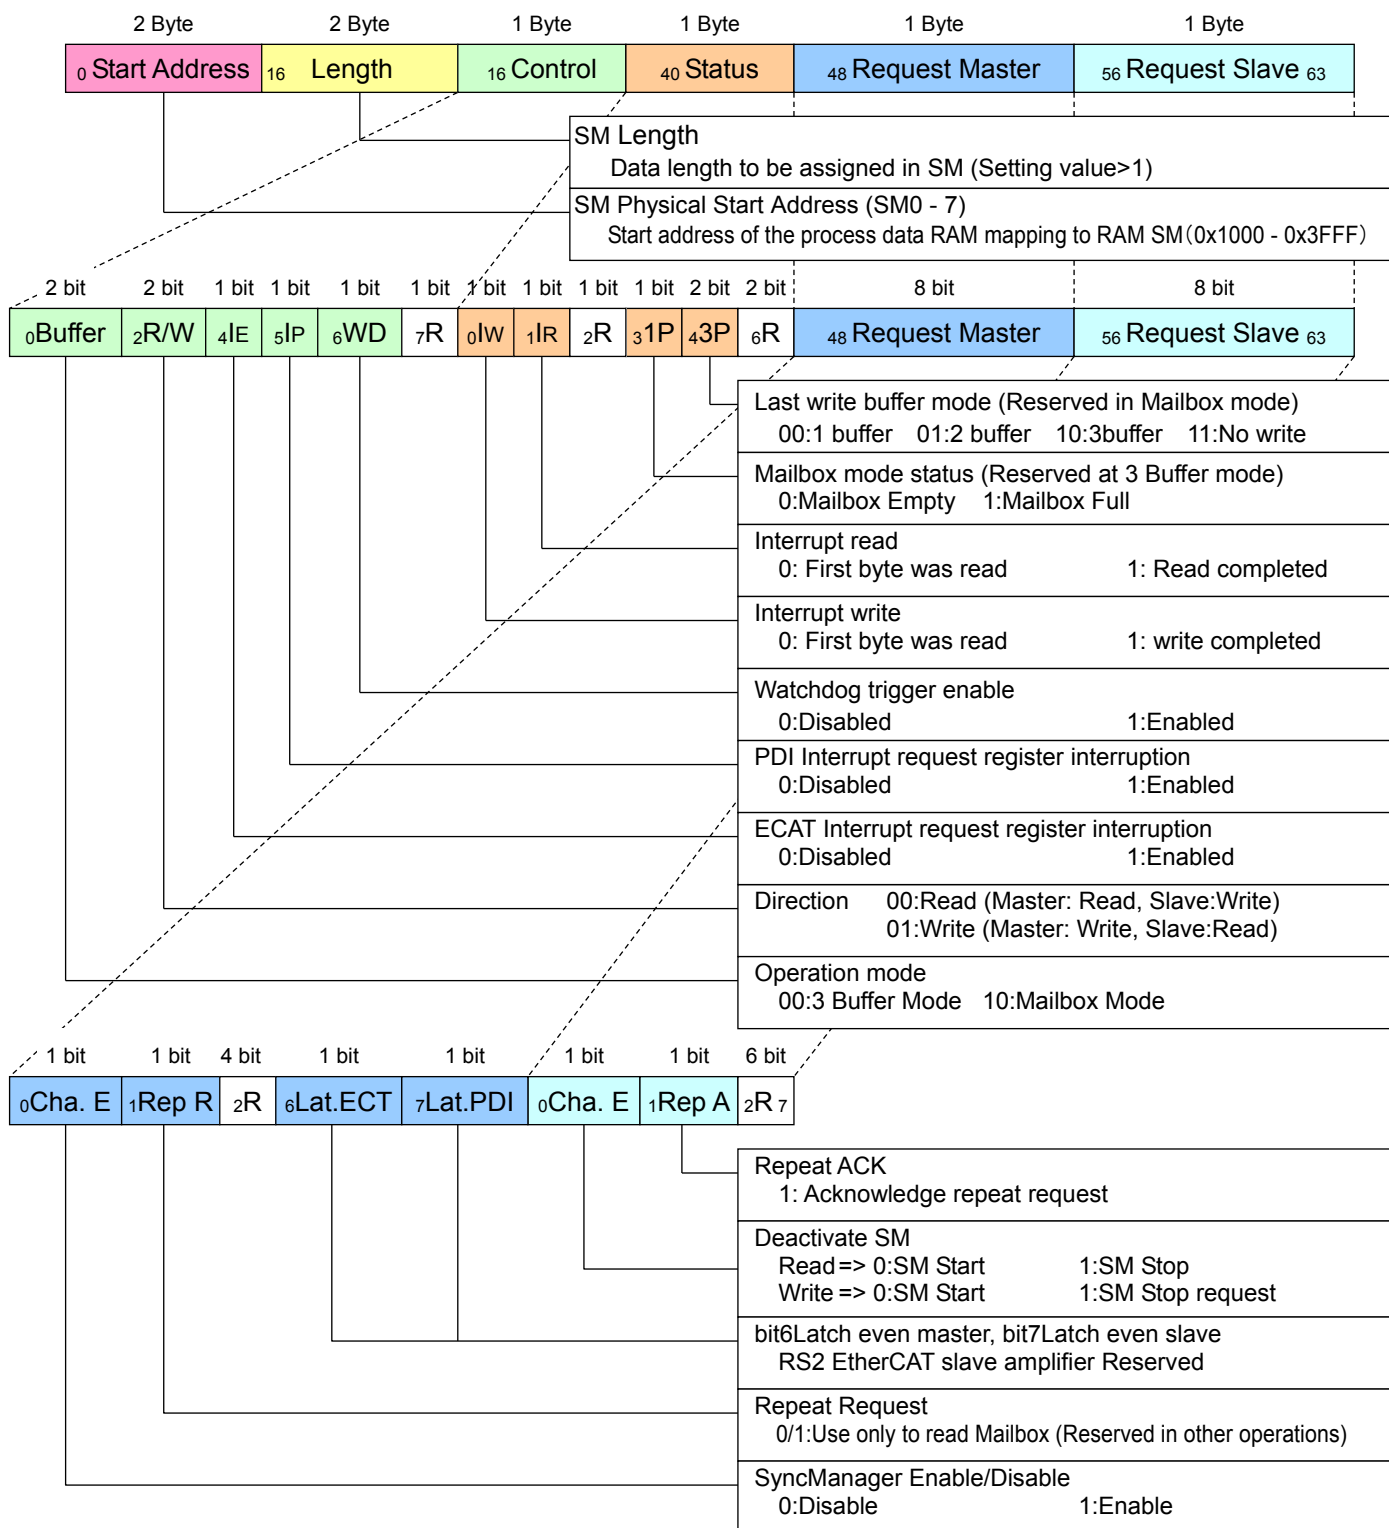 2 Byte 2 Byte 1 Byte 1 Byte 1 Byte 1 Byte
0 Start Address 16 Length 16 Control 40 Status 48 Request Master 56 Request Slave 63
SM Length
Data length to be assigned in SM (Setting value>1)
SM Physical Start Address (SM0 - 7)
Start address of the process data RAM mapping to RAM SM(0x1000 - 0x3FFF)
2 bit 2 bit 1 bit 1 bit 1 bit 1 bit 1 bit 1 bit 1 bit 1 bit 2 bit 2 bit 8 bit 8 bit
0Buffer 2R/W 4IE 5IP 6WD 7R 0IW 1IR 2R 31P 43P 6R 48 Request Master 56 Request Slave 63
Last write buffer mode (Reserved in Mailbox mode)
00:1 buffer 01:2 buffer 10:3buffer 11:No write
Mailbox mode status (Reserved at 3 Buffer mode)
0:Mailbox Empty 1:Mailbox Full
Interrupt read
0: First byte was read 1: Read completed
Interrupt write
0: First byte was read 1: write completed
Watchdog trigger enable
0:Disabled 1:Enabled
PDI Interrupt request register interruption
0:Disabled 1:Enabled
ECAT Interrupt request register interruption
0:Disabled 1:Enabled
Direction 00:Read (Master: Read, Slave:Write)
01:Write (Master: Write, Slave:Read)
Operation mode
00:3 Buffer Mode 10:Mailbox Mode
1 bit 1 bit 4 bit 1 bit 1 bit 1 bit 1 bit 6 bit
0Cha. E 1Rep R 2R 6Lat.ECT 7Lat.PDI 0Cha. E 1Rep A 2R 7
Repeat ACK
1: Acknowledge repeat request
Deactivate SM
Read => 0:SM Start 1:SM Stop
Write => 0:SM Start 1:SM Stop request
bit6Latch even master, bit7Latch even slave
RS2 EtherCAT slave amplifier Reserved
Repeat Request
0/1:Use only to read Mailbox (Reserved in other operations)
SyncManager Enable/Disable
0:Disable 1:Enable